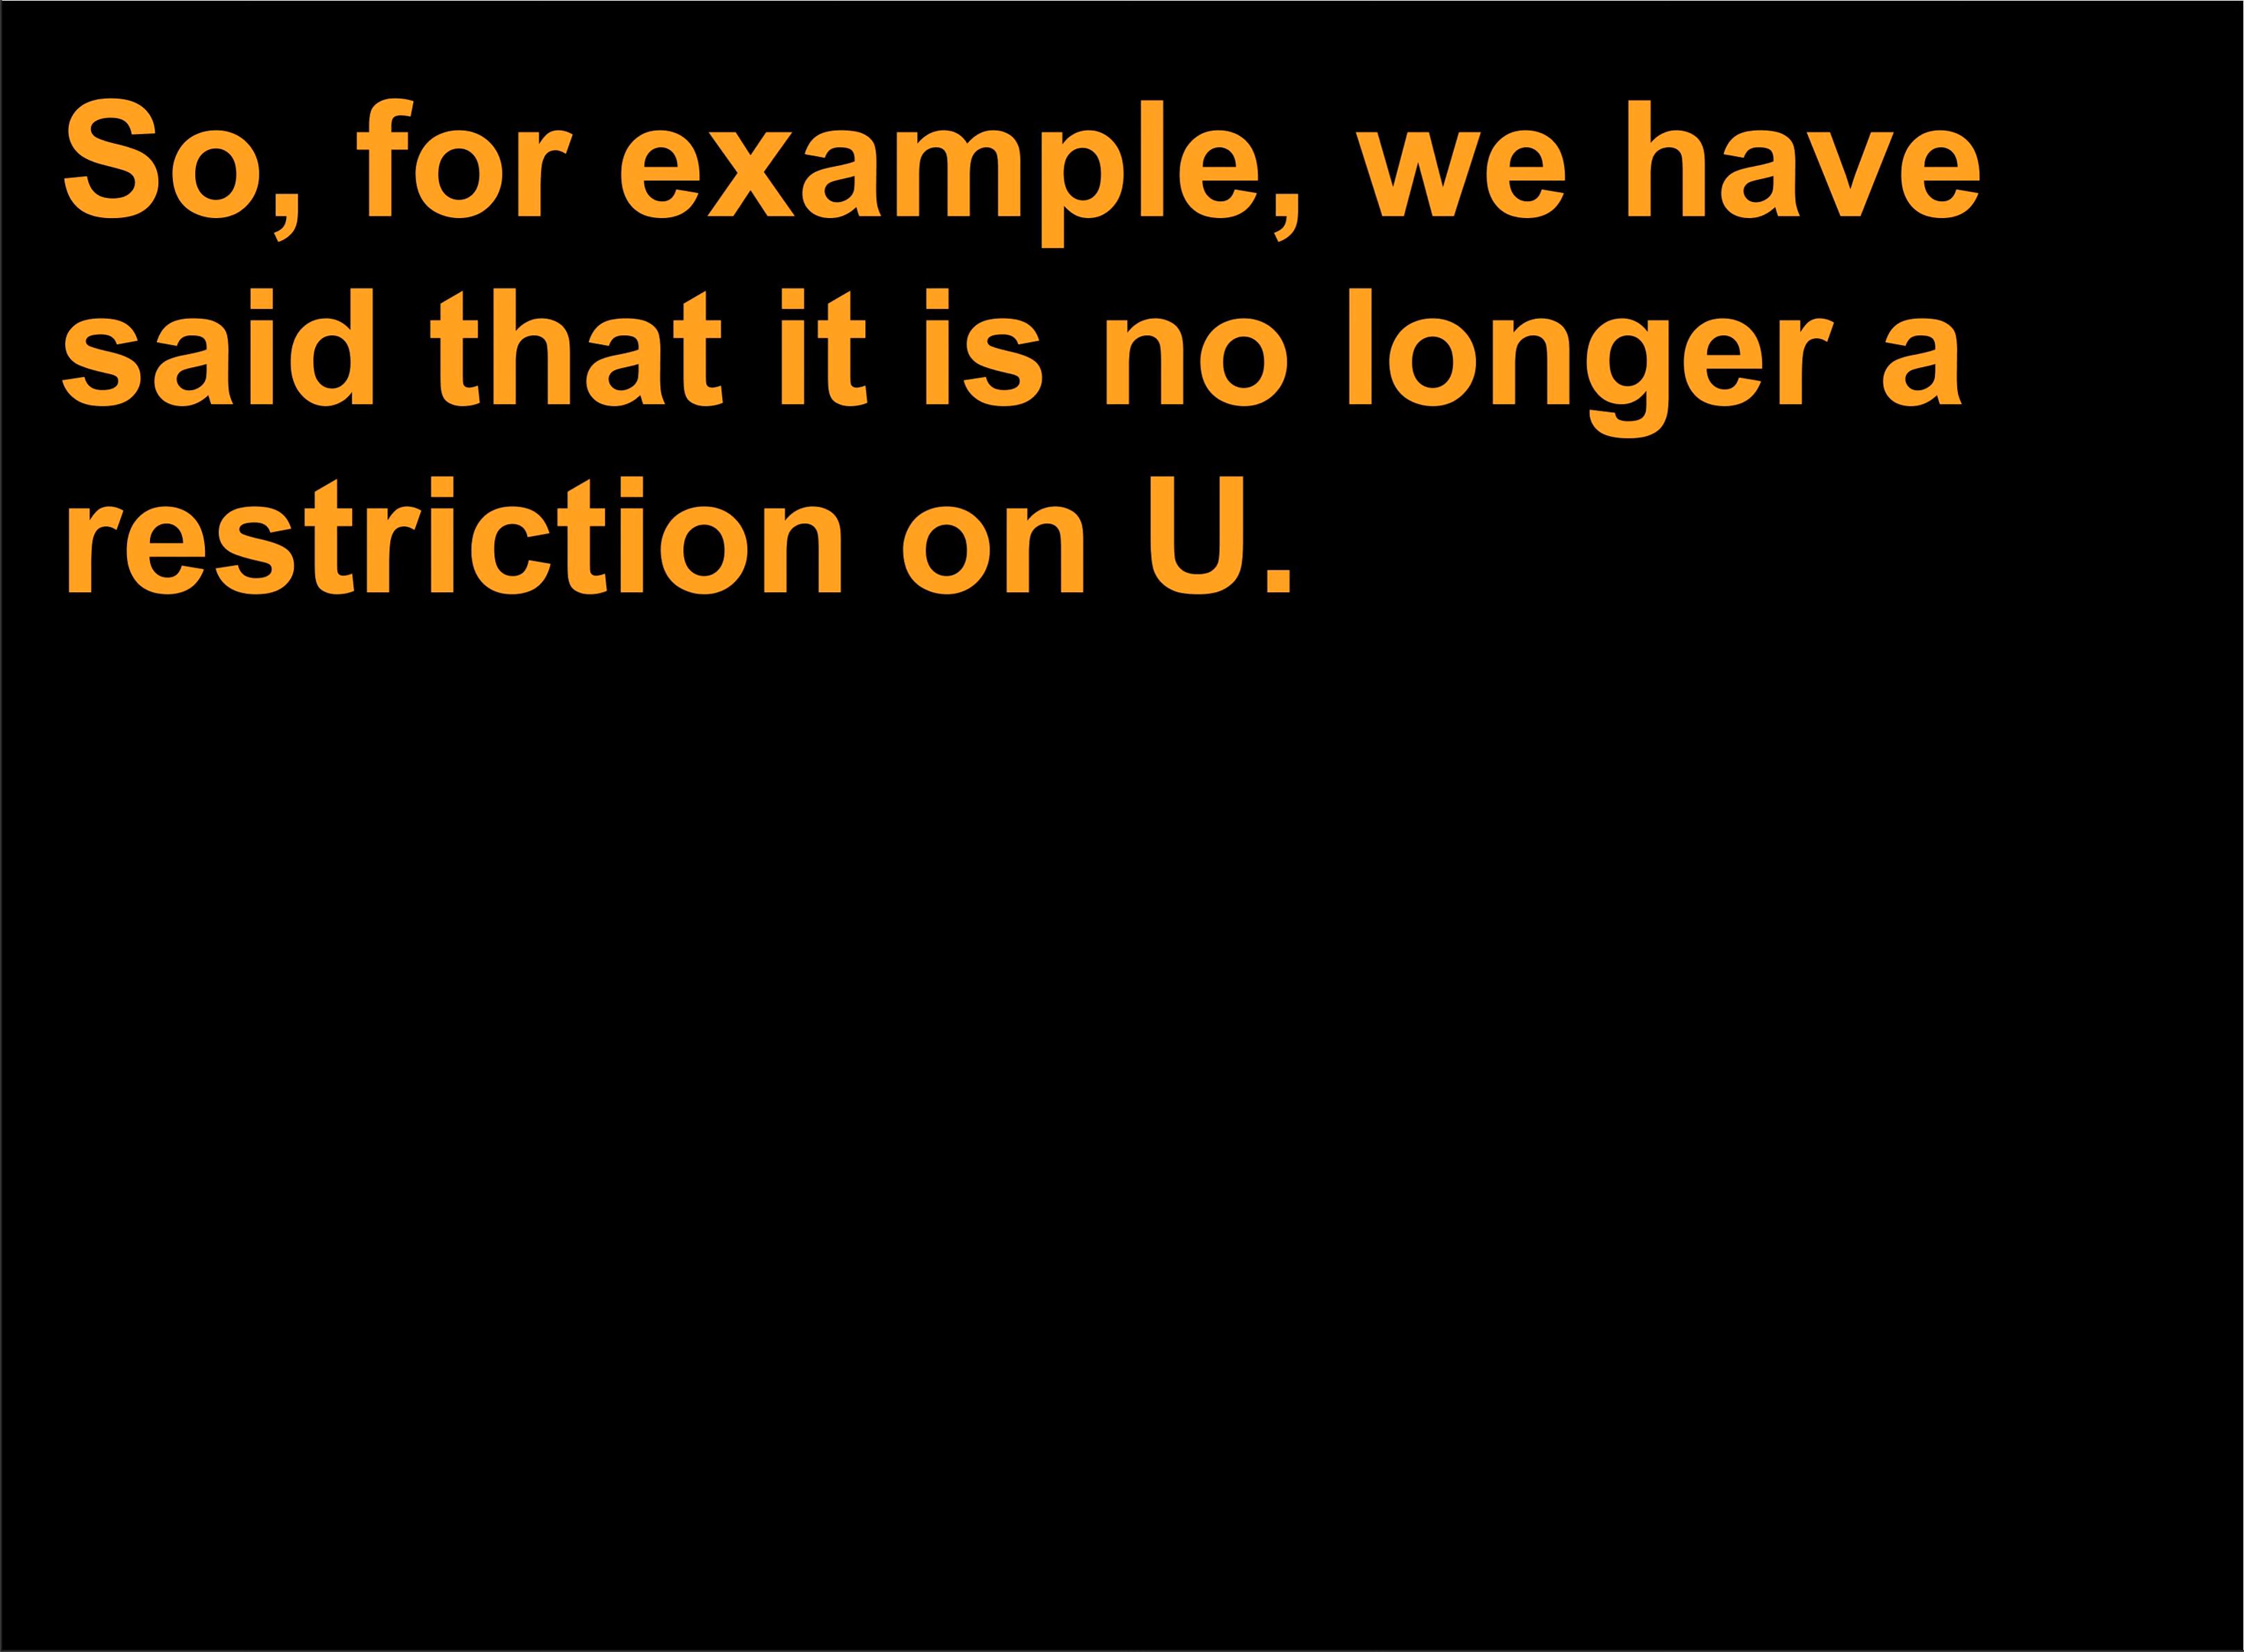 So, for example, we have
said that it is no longer a
restriction on U.